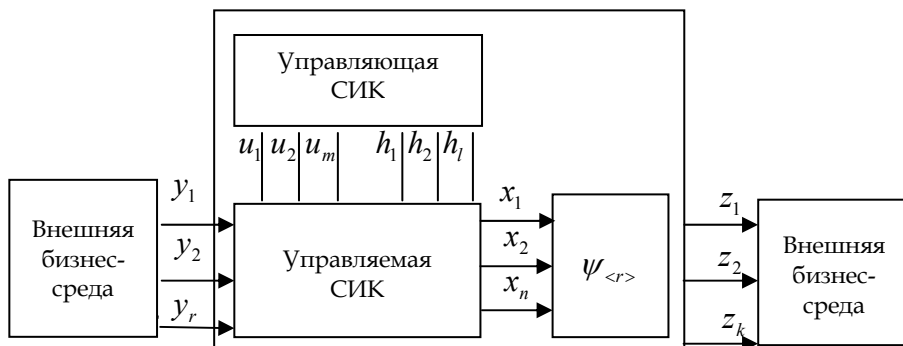 Управляющая
СИК
u₁ u₂ uₘ h₁ h₂ hₗ
y₁
y₂
yᵣ
Внешняя
бизнес-
среда
Управляемая
СИК
x₁
x₂
xₙ
ψ<r>
z₁
z₂
zₖ
Внешняя
бизнес-
среда